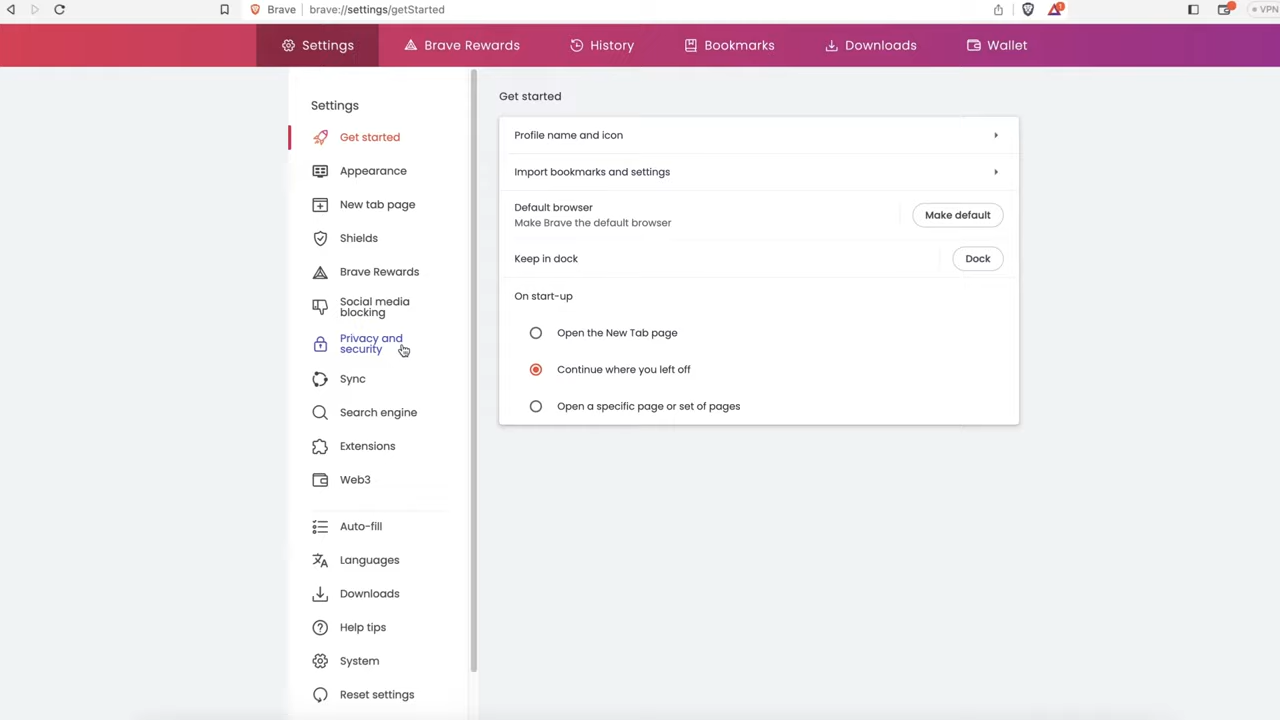 Brave
brave://settings/getStarted
1
VPN
Settings
Brave Rewards
History
Bookmarks
Downloads
Wallet
Settings
Get started
Appearance
New tab page
Shields
Brave Rewards
Social media
blocking
Privacy and
security
Sync
Search engine
Extensions
Web3
Auto-fill
Languages
Downloads
Help tips
System
Reset settings
Get started
Profile name and icon
Import bookmarks and settings
Default browser
Make Brave the default browser
Make default
Keep in dock
Dock
On start-up
Open the New Tab page
Continue where you left off
Open a specific page or set of pages